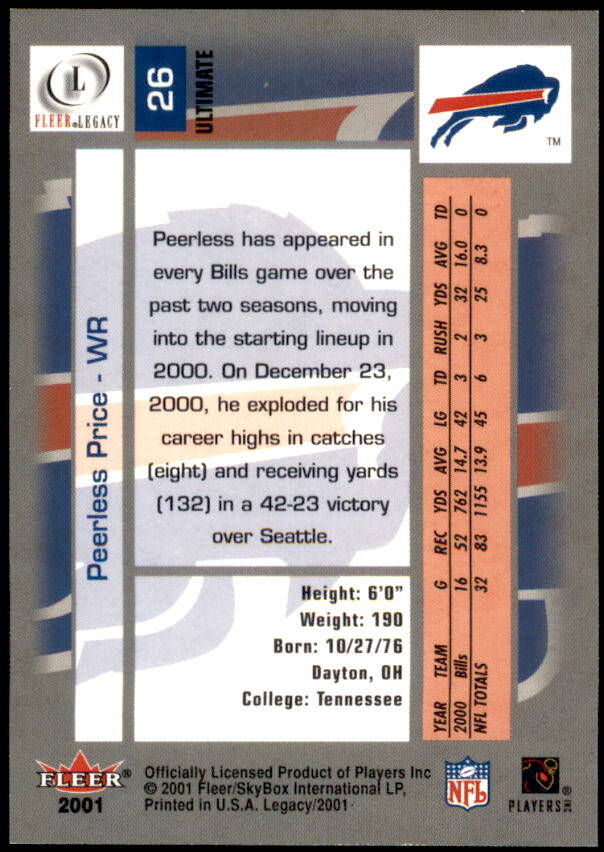 L
FLEER LEGACY
26
ULTIMATE
TM
Peerless Price - WR
Peerless has appeared in
every Bills game over the
past two seasons, moving
into the starting lineup in
2000. On December 23,
2000, he exploded for his
career highs in catches
(eight) and receiving yards
(132) in a 42-23 victory
over Seattle.
Height: 6'0"
Weight: 190
Born: 10/27/76
Dayton, OH
College: Tennessee
YEAR TEAM G REC YDS AVG LG TD RUSH YDS AVG TD
2000 Bills 16 52 762 14.7 42 3 2 32 16.0 0
NFL TOTALS 32 83 1155 13.9 45 6 3 25 8.3 0
FLEER®
2001
Officially Licensed Product of Players Inc
© 2001 Fleer/SkyBox International LP,
Printed in U.S.A. Legacy/2001
NFL
PLAYERS INC ®